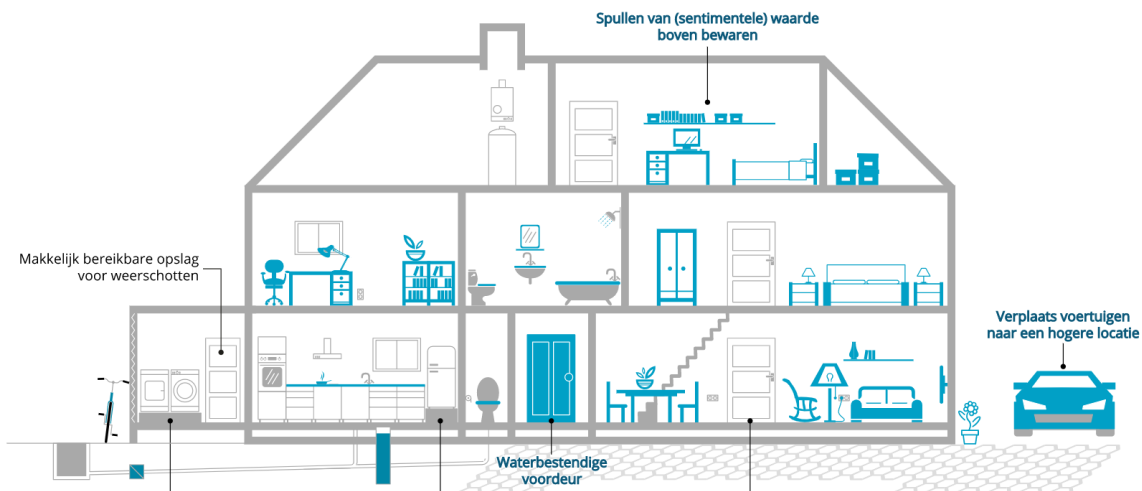 Spullen van (sentimentele) waarde
boven bewaren
Makkelijk bereikbare opslag
voor weerschotten
Verplaats voertuigen
naar een hogere locatie
Waterbestendige
voordeur